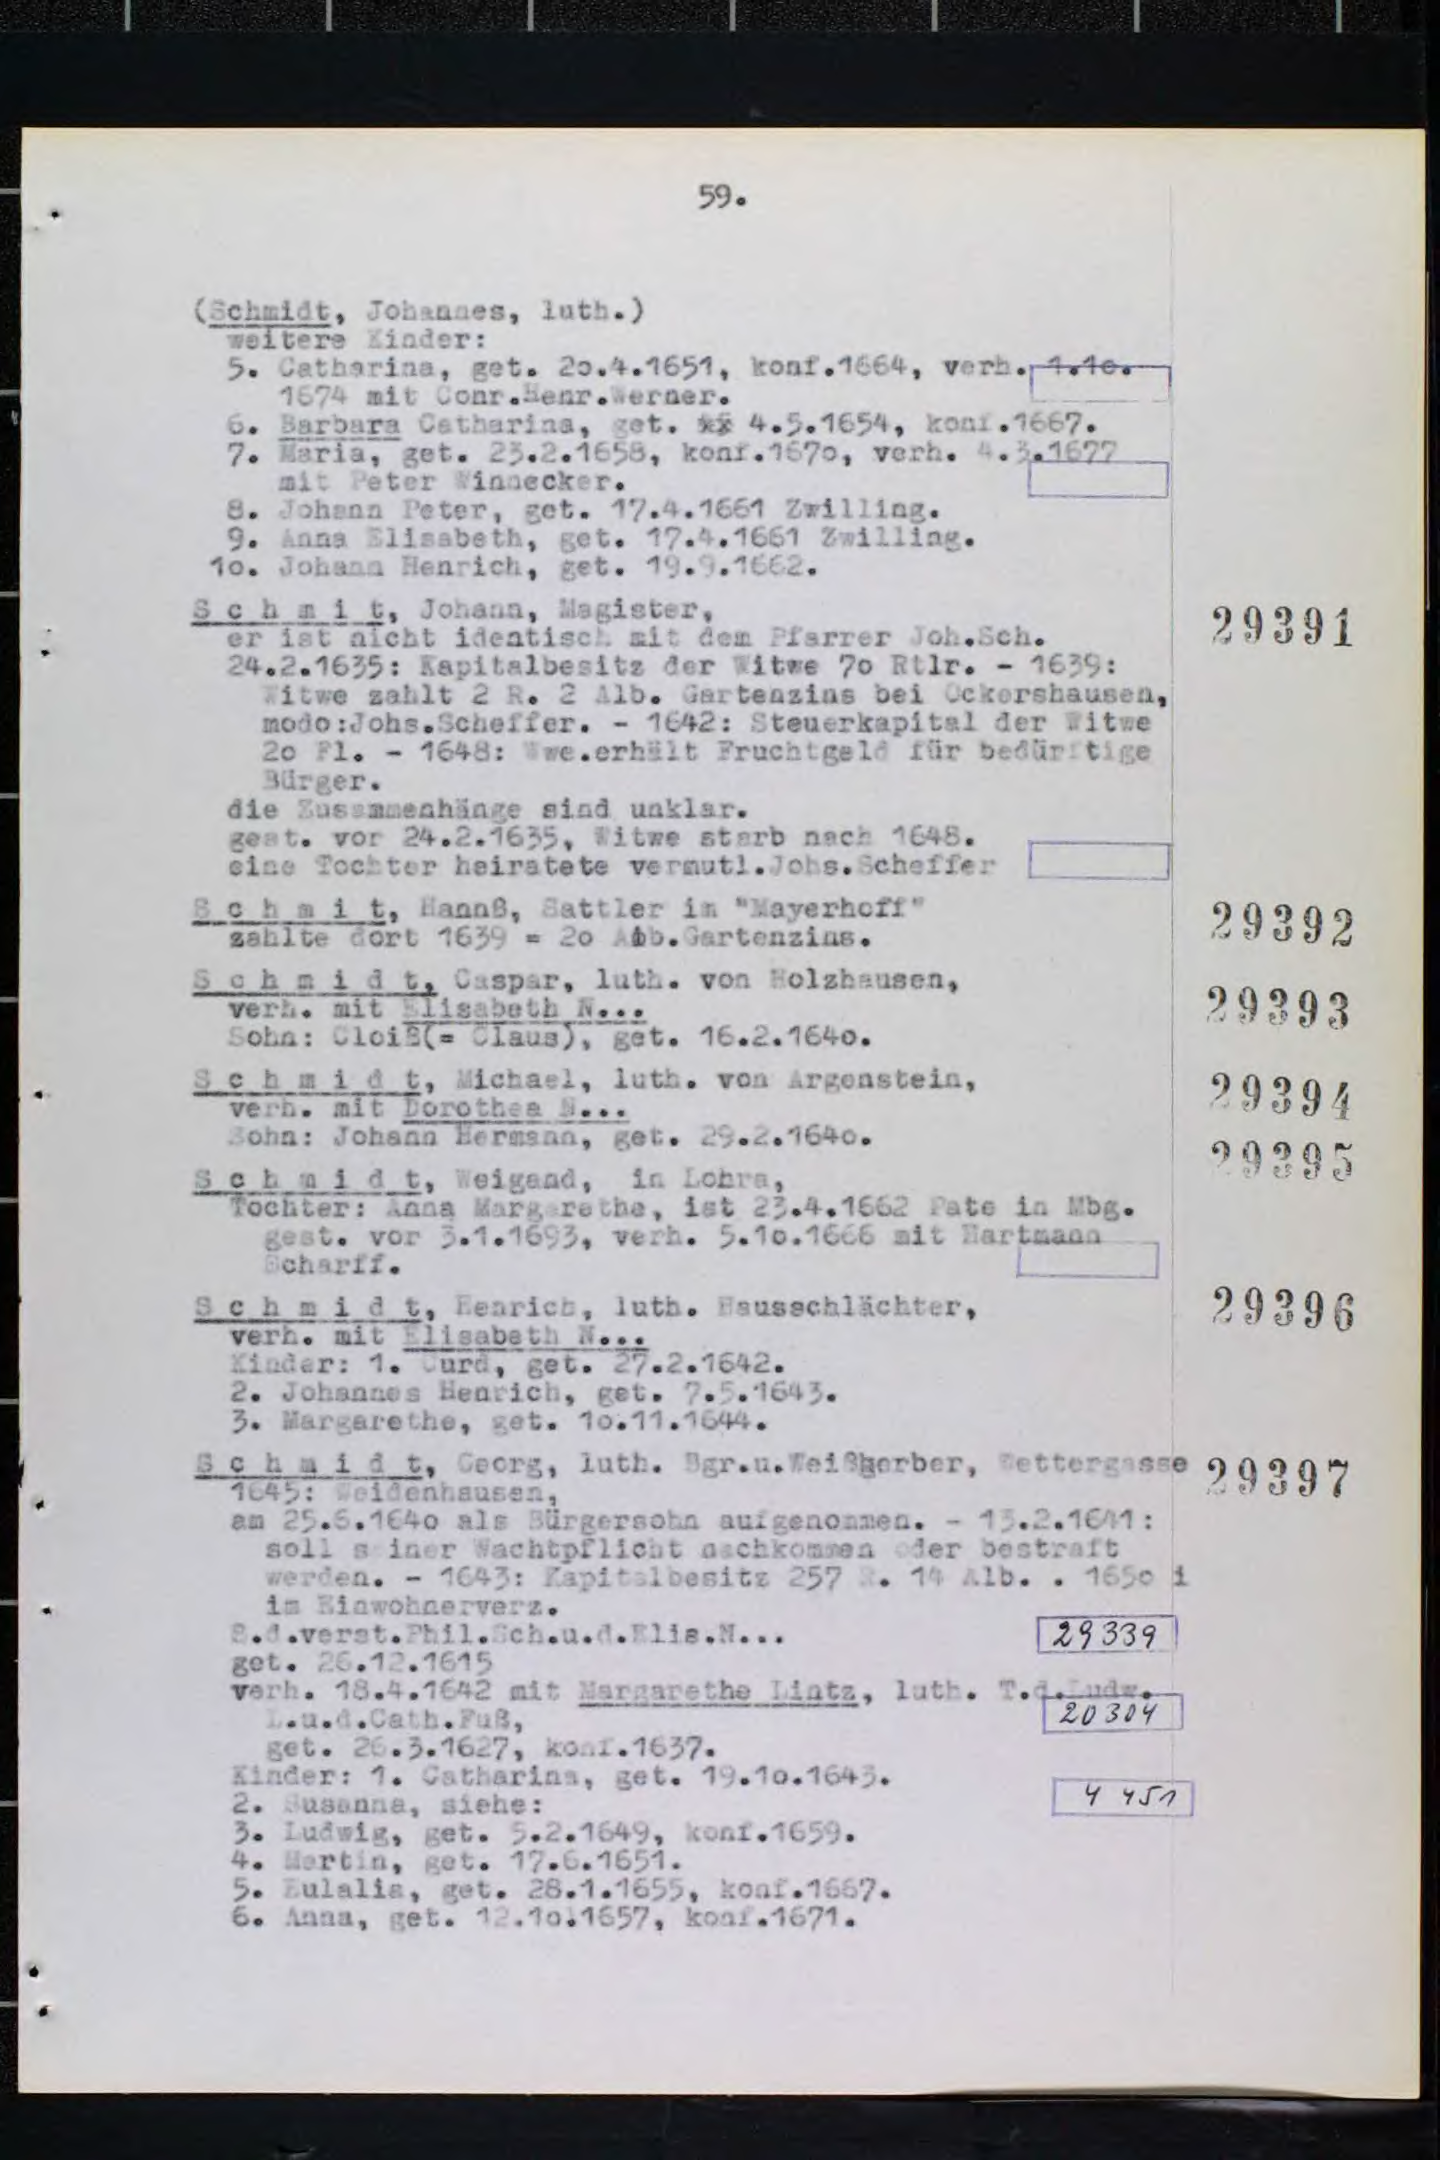 59.
(Schmidt, Johannes, luth.)
weitere Kinder:
5. Catharina, get. 2o.4.1651, konf.1664, verh. 1.1o.
1674 mit Conr.Henr.Werner.
6. Barbara Catharina, get. xx 4.5.1654, konf.1667.
7. Maria, get. 23.2.1658, konf.167o, verh. 4.3.1677
mit Peter Winnecker.
8. Johann Peter, get. 17.4.1661 Zwilling.
9. Anna Elisabeth, get. 17.4.1661 Zwilling.
1o. Johann Henrich, get. 19.9.1662.
S c h m i t, Johann, Magister, 29391
er ist nicht identisch mit dem Pfarrer Joh.Sch.
24.2.1635: Kapitalbesitz der Witwe 7o Rtlr. - 1639:
Witwe zahlt 2 R. 2 Alb. Gartenzins bei Ockershausen,
modo:Johs.Scheffer. - 1642: Steuerkapital der Witwe
2o Fl. - 1648: Wwe.erhält Fruchtgeld für bedürftige
Bürger.
die Zusammenhänge sind unklar.
gest. vor 24.2.1635, Witwe starb nach 1648.
eine Tochter heiratete vermutl.Johs.Scheffer
S c h m i t, Hannß, Sattler im "Mayerhoff" 29392
zahlte dort 1639 = 2o Alb.Gartenzins.
S c h m i d t, Caspar, luth. von Holzhausen, 29393
verh. mit Elisabeth N...
Sohn: Cloiß(= Claus), get. 16.2.164o.
S c h m i d t, Michael, luth. von Argenstein, 29394
verh. mit Dorothea N...
Sohn: Johann Hermann, get. 29.2.164o.
29395
S c h m i d t, Weigand, in Lohra,
Tochter: Anna Margarethe, ist 23.4.1662 Pate in Mbg.
gest. vor 3.1.1693, verh. 5.1o.1666 mit Hartmann
Scharff.
S c h m i d t, Henrich, luth. Hausschlächter, 29396
verh. mit Elisabeth N...
Kinder: 1. Curd, get. 27.2.1642.
2. Johannes Henrich, get. 7.5.1643.
3. Margarethe, get. 1o.11.1644.
S c h m i d t, Georg, luth. Bgr.u.Weißgerber, Wettergasse 29397
1645: Weidenhausen,
am 25.6.164o als Bürgersohn aufgenommen. - 13.2.1641:
soll seiner Wachtpflicht nachkommen oder bestraft
werden. - 1643: Kapitalbesitz 257 R. 14 Alb. . 165o i
im Einwohnerverz.
S.d.verst.Phil.Sch.u.d.Elis.N... 29339
get. 26.12.1615
verh. 18.4.1642 mit Margarethe Lintz, luth. T.d.Ludw.
L.u.d.Cath.Fuß, 20304
get. 26.3.1627, konf.1637.
Kinder: 1. Catharina, get. 19.1o.1643.
2. Susanna, siehe: 4 451
3. Ludwig, get. 5.2.1649, konf.1659.
4. Martin, get. 17.6.1651.
5. Eulalia, get. 28.1.1655, konf.1667.
6. Anna, get. 12.1o.1657, konf.1671.